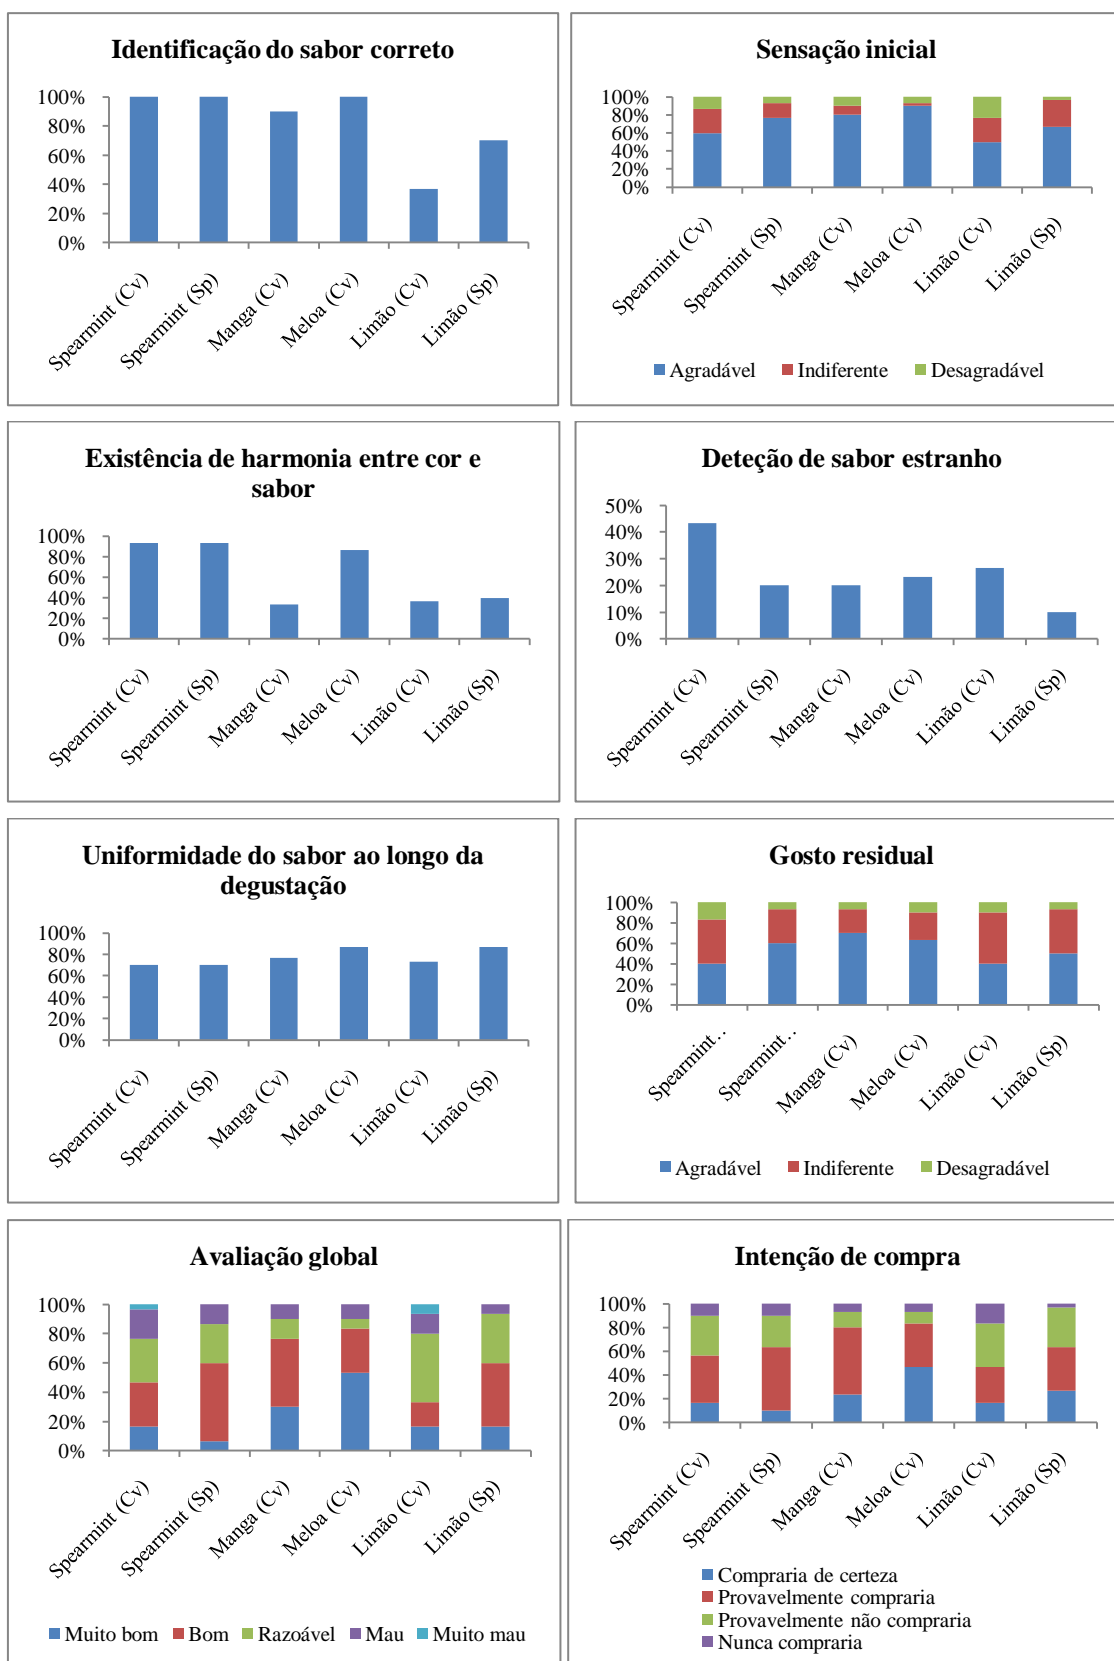 Identificação do sabor correto
100%
80%
60%
40%
20%
0%
Spearmint (Cv)
Spearmint (Sp)
Manga (Cv)
Meloa (Cv)
Limão (Cv)
Limão (Sp)
Sensação inicial
100%
80%
60%
40%
20%
0%
Spearmint (Cv)
Spearmint (Sp)
Manga (Cv)
Meloa (Cv)
Limão (Cv)
Limão (Sp)
Agradável Indiferente Desagradável
Existência de harmonia entre cor e
sabor
100%
80%
60%
40%
20%
0%
Spearmint (Cv)
Spearmint (Sp)
Manga (Cv)
Meloa (Cv)
Limão (Cv)
Limão (Sp)
Deteção de sabor estranho
50%
40%
30%
20%
10%
0%
Spearmint (Cv)
Spearmint (Sp)
Manga (Cv)
Meloa (Cv)
Limão (Cv)
Limão (Sp)
Uniformidade do sabor ao longo da
degustação
100%
80%
60%
40%
20%
0%
Spearmint (Cv)
Spearmint (Sp)
Manga (Cv)
Meloa (Cv)
Limão (Cv)
Limão (Sp)
Gosto residual
100%
80%
60%
40%
20%
0%
Spearmint…
Spearmint…
Manga (Cv)
Meloa (Cv)
Limão (Cv)
Limão (Sp)
Agradável Indiferente Desagradável
Avaliação global
100%
80%
60%
40%
20%
0%
Spearmint (Cv)
Spearmint (Sp)
Manga (Cv)
Meloa (Cv)
Limão (Cv)
Limão (Sp)
Muito bom Bom Razoável Mau Muito mau
Intenção de compra
100%
80%
60%
40%
20%
0%
Spearmint (Cv)
Spearmint (Sp)
Manga (Cv)
Meloa (Cv)
Limão (Cv)
Limão (Sp)
Compraria de certeza
Provavelmente compraria
Provavelmente não compraria
Nunca compraria